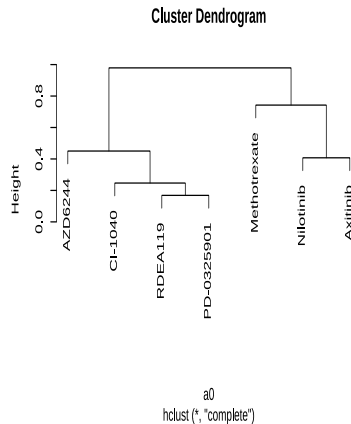 Cluster Dendrogram
Height
0.8
0.4
0.0
AZD6244
CI-1040
RDEA119
PD-0325901
Methotrexate
Nilotinib
Axitinib
a0
hclust (*, "complete")